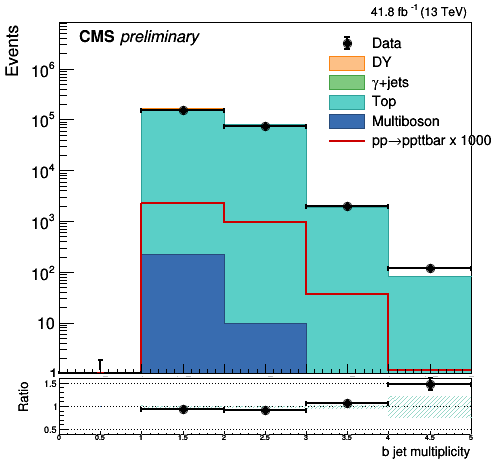 41.8 fb⁻¹ (13 TeV)
Events
CMS preliminary
Data
DY
γ+jets
Top
Multiboson
pp→ppttbar x 1000
10⁶
10⁵
10⁴
10³
10²
10
1
Ratio
1.5
1
0.5
0 0.5 1 1.5 2 2.5 3 3.5 4 4.5 5
b jet multiplicity